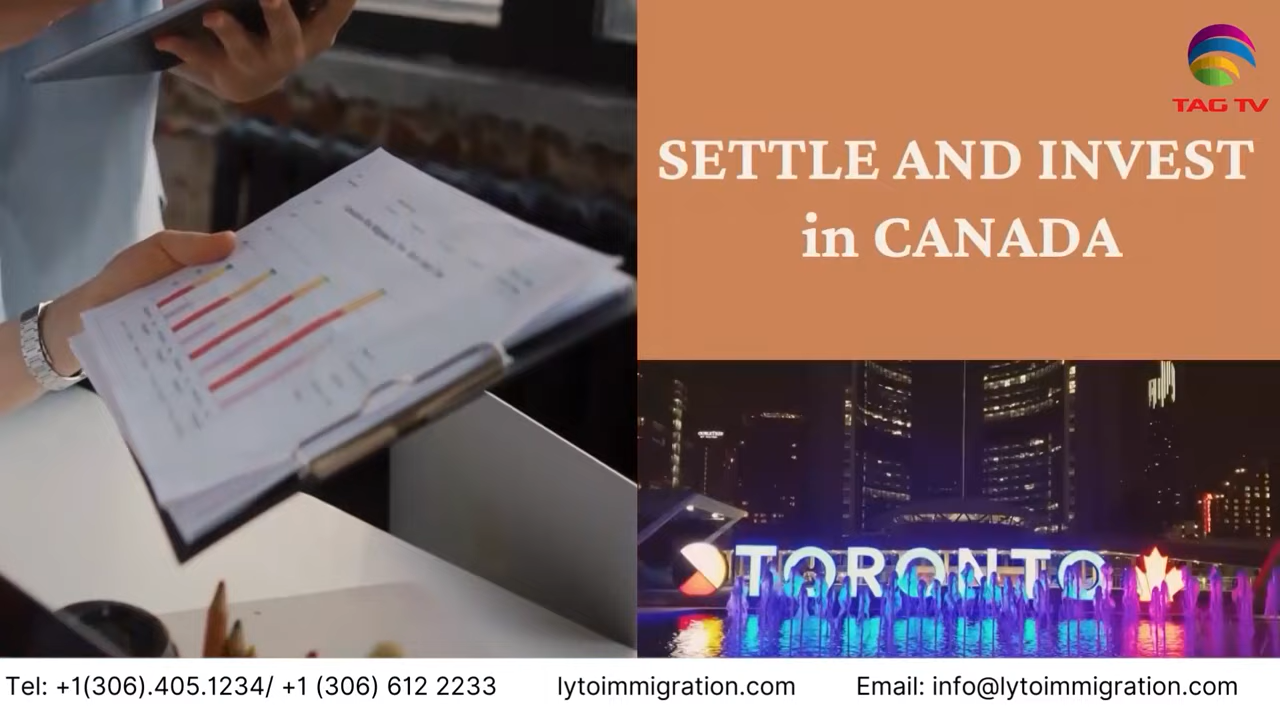 TAG TV
SETTLE AND INVEST
in CANADA
TORONTO
Tel: +1(306).405.1234/ +1 (306) 612 2233
lytoimmigration.com
Email: info@lytoimmigration.com